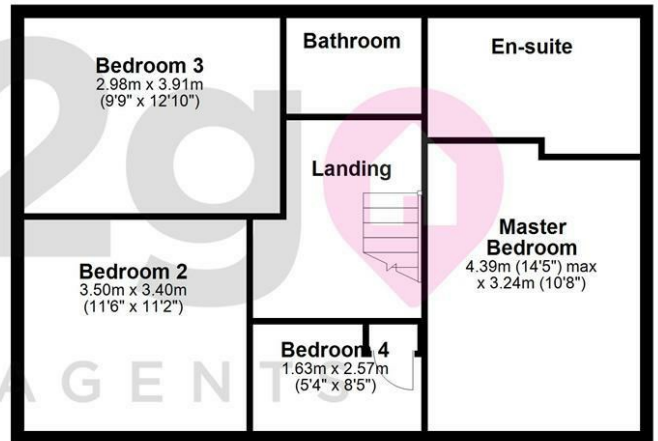 Bedroom 3
2.98m x 3.91m
(9'9" x 12'10")
Bathroom
En-suite
Landing
Master
Bedroom
4.39m (14'5") max
x 3.24m (10'8")
Bedroom 2
3.50m x 3.40m
(11'6" x 11'2")
Bedroom 4
1.63m x 2.57m
(5'4" x 8'5")
2g
AGENTS